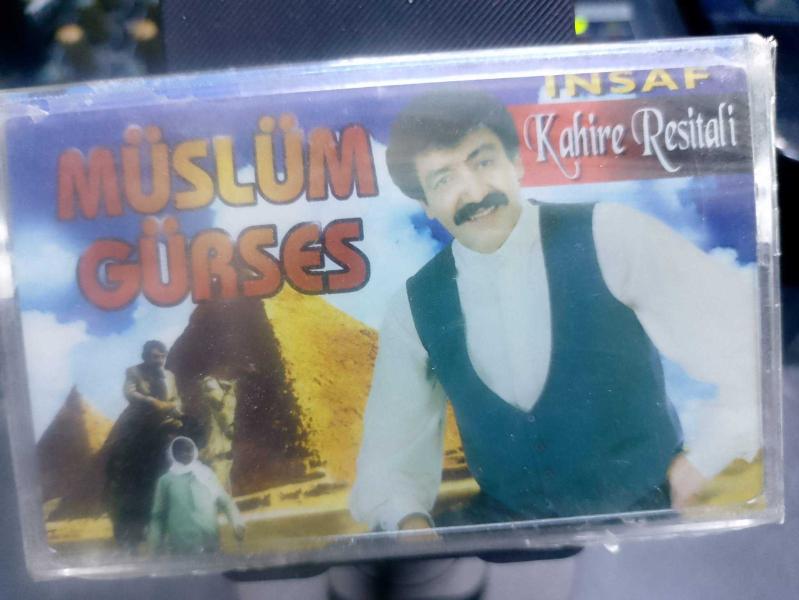 İNSAF
Kahire Resitali
MÜSLÜM
GÜRSES